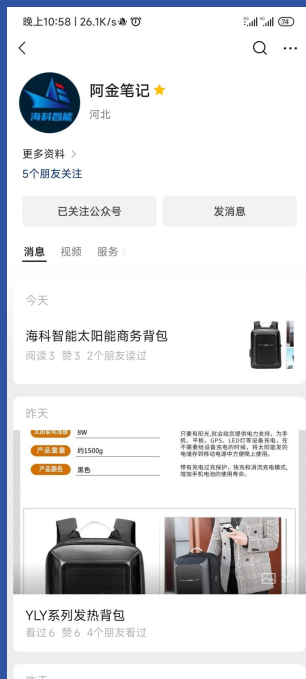 晚上10:58 | 26.1K/s
74
阿金笔记
海科智能
河北
更多资料
5个朋友关注
已关注公众号
发消息
消息 视频 服务
今天
海科智能太阳能商务背包
阅读3 赞3 2个朋友读过
昨天
太阳能电池板 8W
产品重量 约1500g
产品颜色 黑色
只要有阳光,就会给您提供电力支持,为手
机、平板、GPS、LED灯等设备充电,在
不需要给设备充电的时候,将太阳能发的
电储存到移动电源中方便晚上使用。
带有充电过充保护,快充和涓流充电模式,
增加手机电池的使用寿命。
20
YLY系列发热背包
看过6 赞6 4个朋友看过
昨天